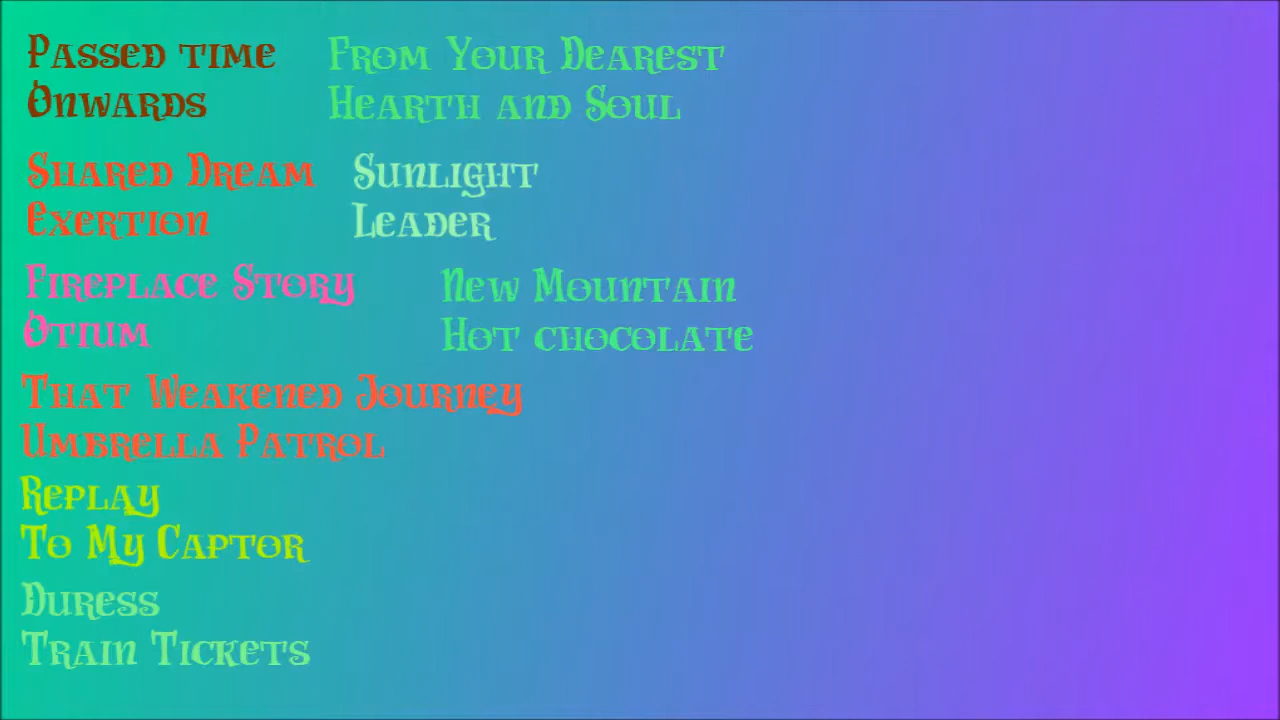 Passed time
Onwards
From Your Dearest
Hearth and Soul
Shared Dream
Exertion
Sunlight
Leader
Fireplace Story
Otium
New Mountain
Hot chocolate
That Weakened Journey
Umbrella Patrol
Replay
To My Captor
Duress
Train Tickets